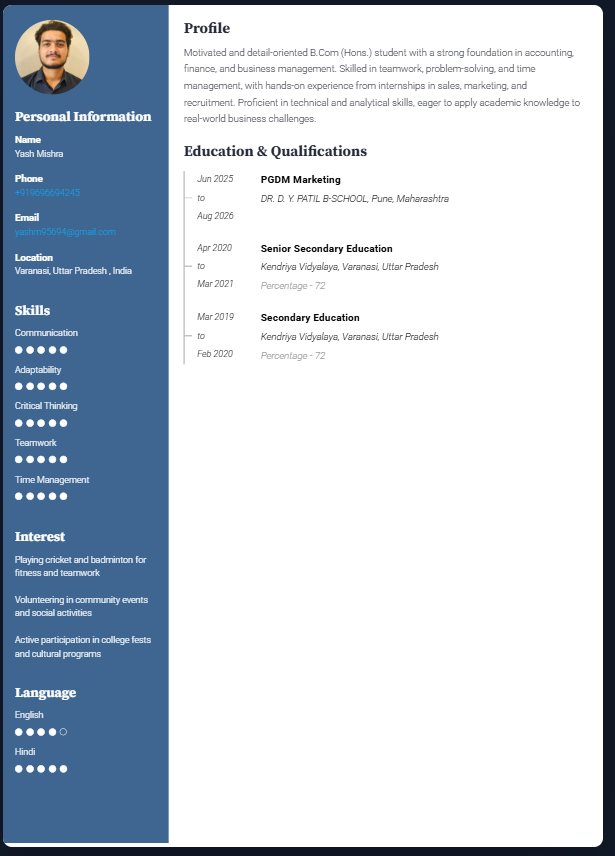 Personal Information
Name
Yash Mishra
Phone
+919696694245
Email
yashm95694@gmail.com
Location
Varanasi, Uttar Pradesh , India
Skills
Communication
Adaptability
Critical Thinking
Teamwork
Time Management
Interest
Playing cricket and badminton for
fitness and teamwork
Volunteering in community events
and social activities
Active participation in college fests
and cultural programs
Language
English
Hindi
Profile
Motivated and detail-oriented B.Com (Hons.) student with a strong foundation in accounting,
finance, and business management. Skilled in teamwork, problem-solving, and time
management, with hands-on experience from internships in sales, marketing, and
recruitment. Proficient in technical and analytical skills, eager to apply academic knowledge to
real-world business challenges.
Education & Qualifications
Jun 2025 PGDM Marketing
to DR. D. Y. PATIL B-SCHOOL, Pune, Maharashtra
Aug 2026
Apr 2020 Senior Secondary Education
to Kendriya Vidyalaya, Varanasi, Uttar Pradesh
Mar 2021 Percentage - 72
Mar 2019 Secondary Education
to Kendriya Vidyalaya, Varanasi, Uttar Pradesh
Feb 2020 Percentage - 72